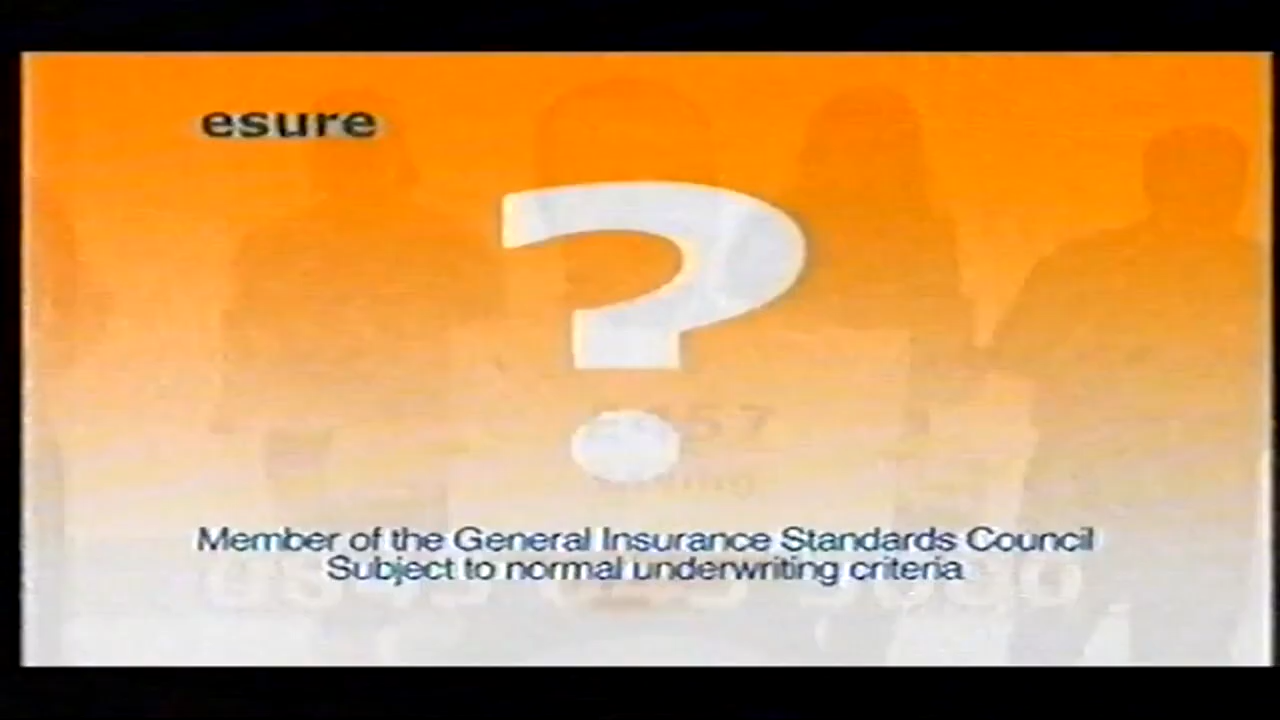 esure
?
Member of the General Insurance Standards Council
Subject to normal underwriting criteria